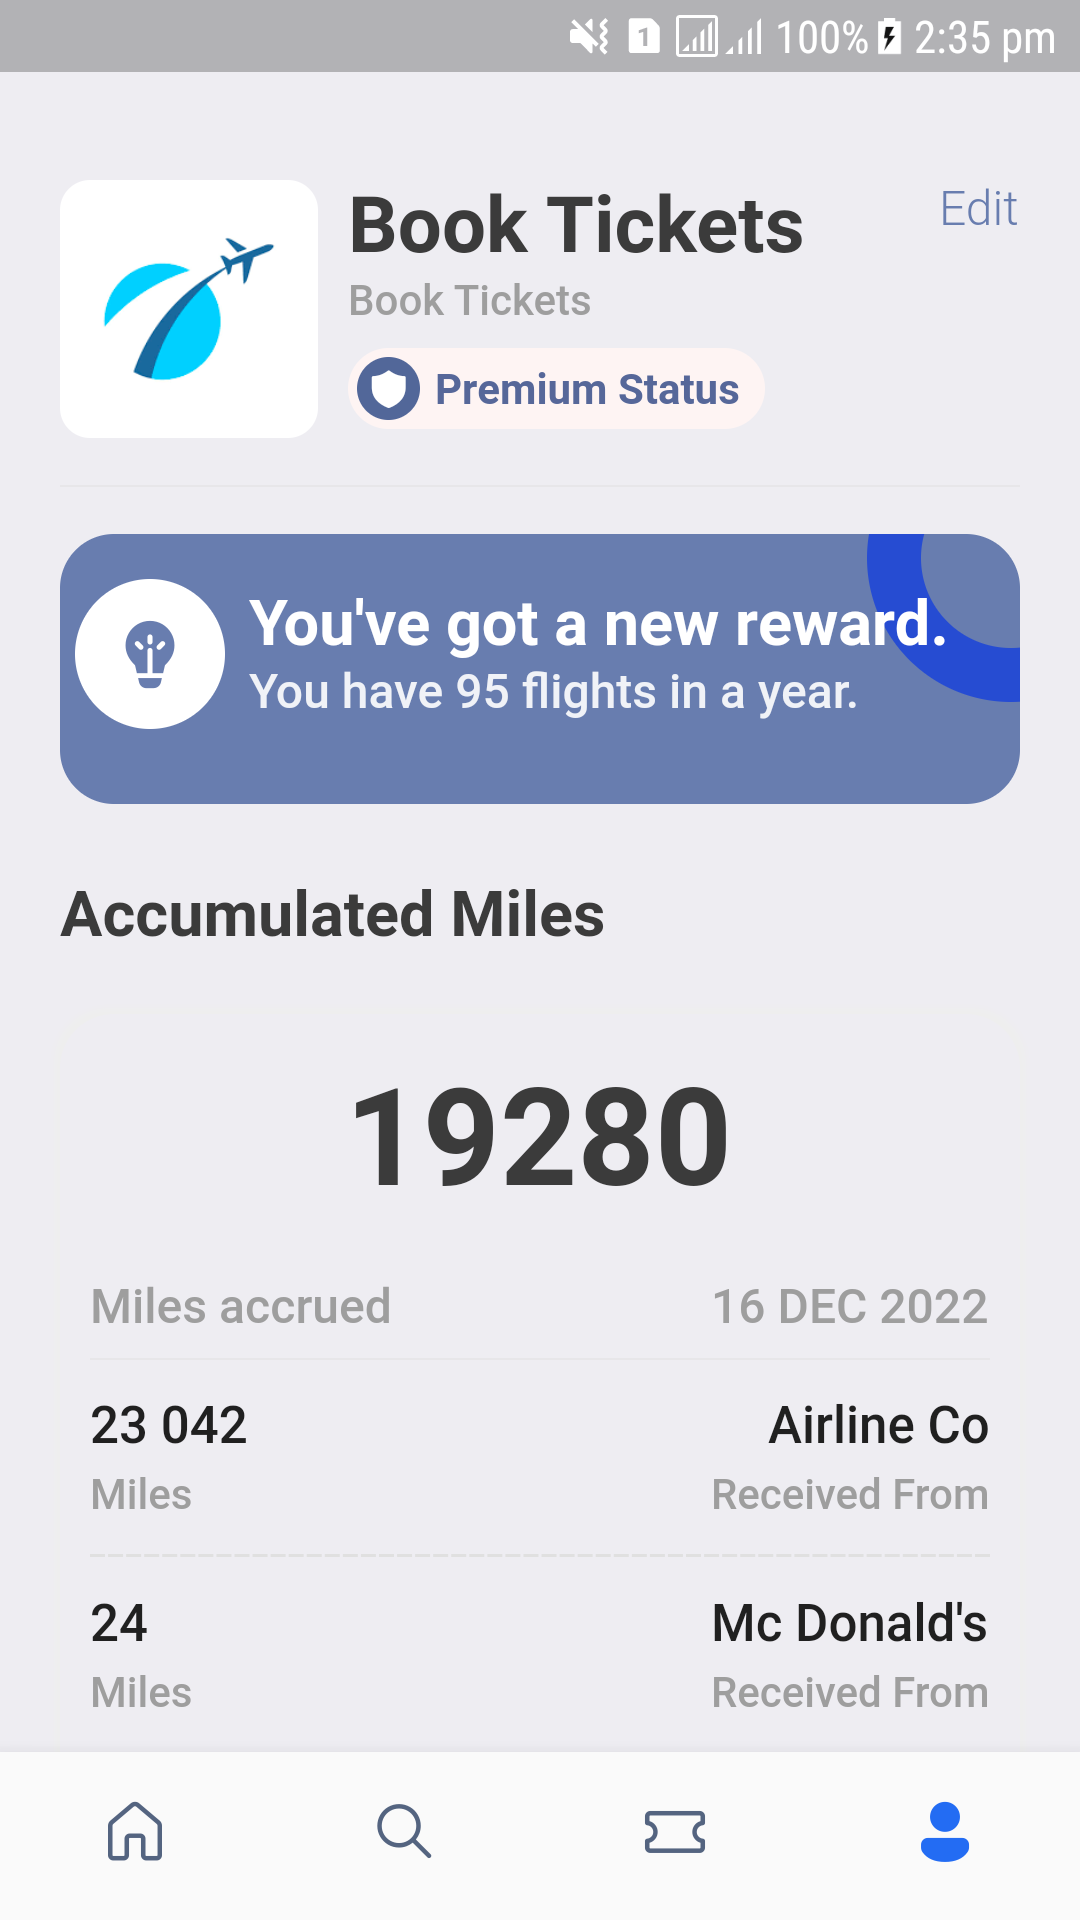 1 100% 2:35 pm
Book Tickets
Edit
Book Tickets
Premium Status
You've got a new reward.
You have 95 flights in a year.
Accumulated Miles
19280
Miles accrued 16 DEC 2022
23 042 Airline Co
Miles Received From
24 Mc Donald's
Miles Received From